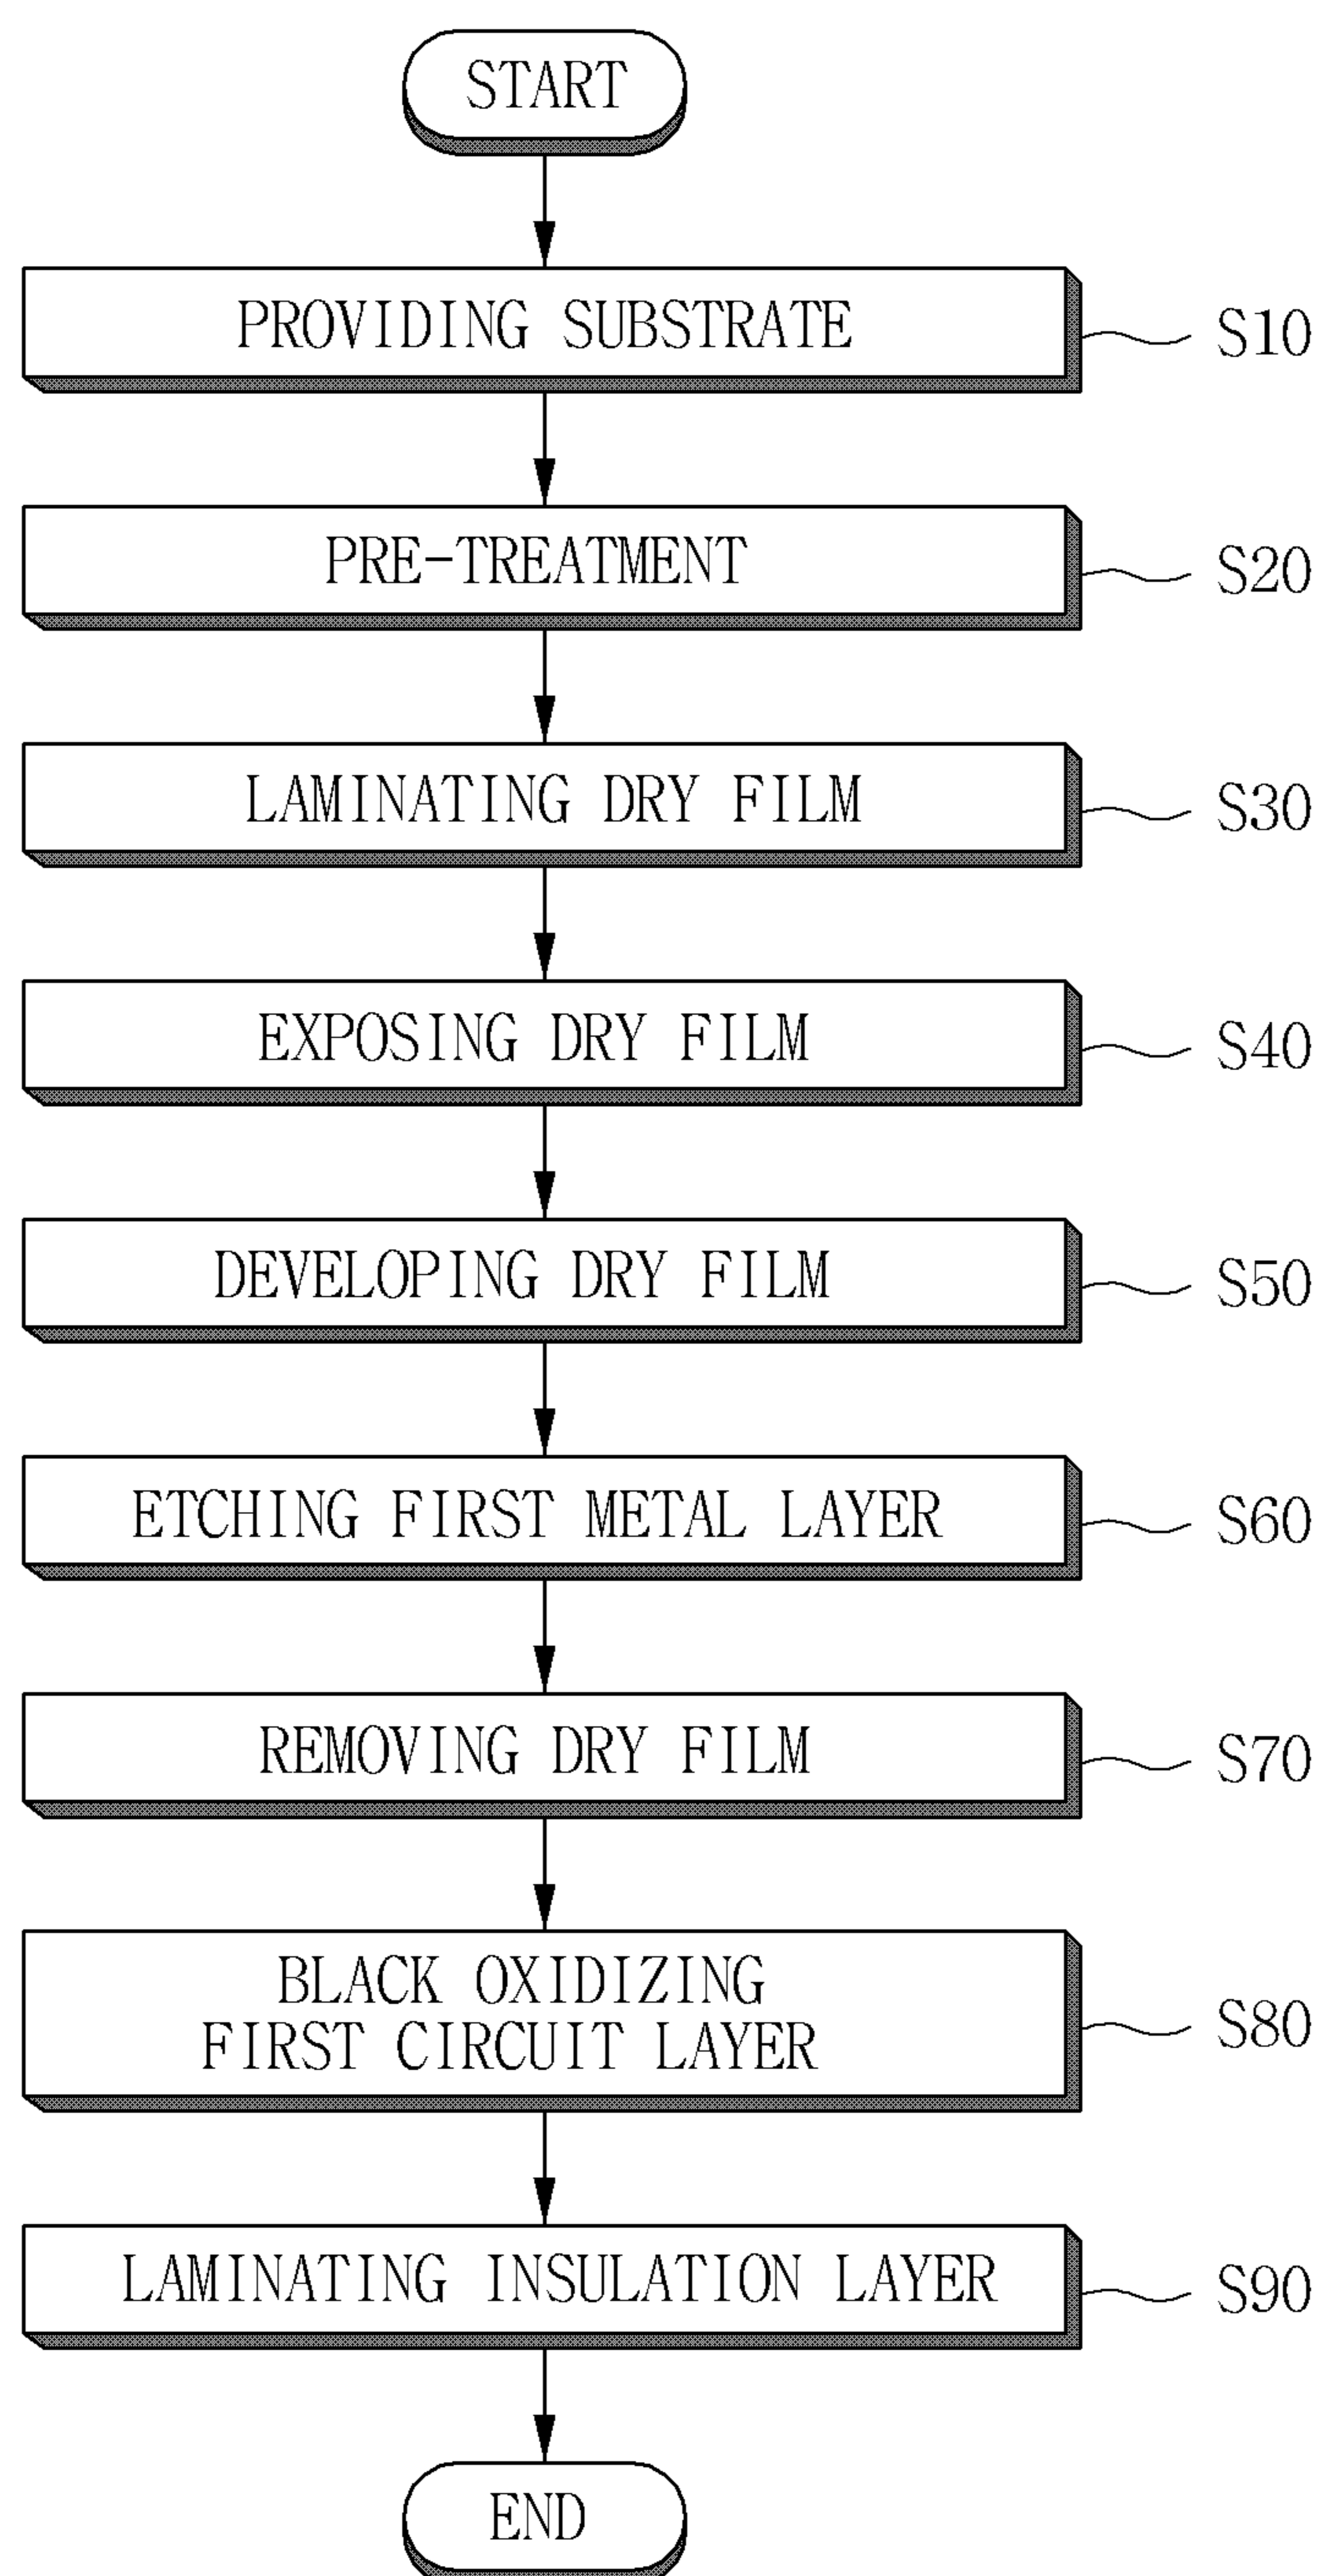 START
PROVIDING SUBSTRATE
S10
PRE-TREATMENT
S20
LAMINATING DRY FILM
S30
EXPOSING DRY FILM
S40
DEVELOPING DRY FILM
S50
ETCHING FIRST METAL LAYER
S60
REMOVING DRY FILM
S70
BLACK OXIDIZING
FIRST CIRCUIT LAYER
S80
LAMINATING INSULATION LAYER
S90
END